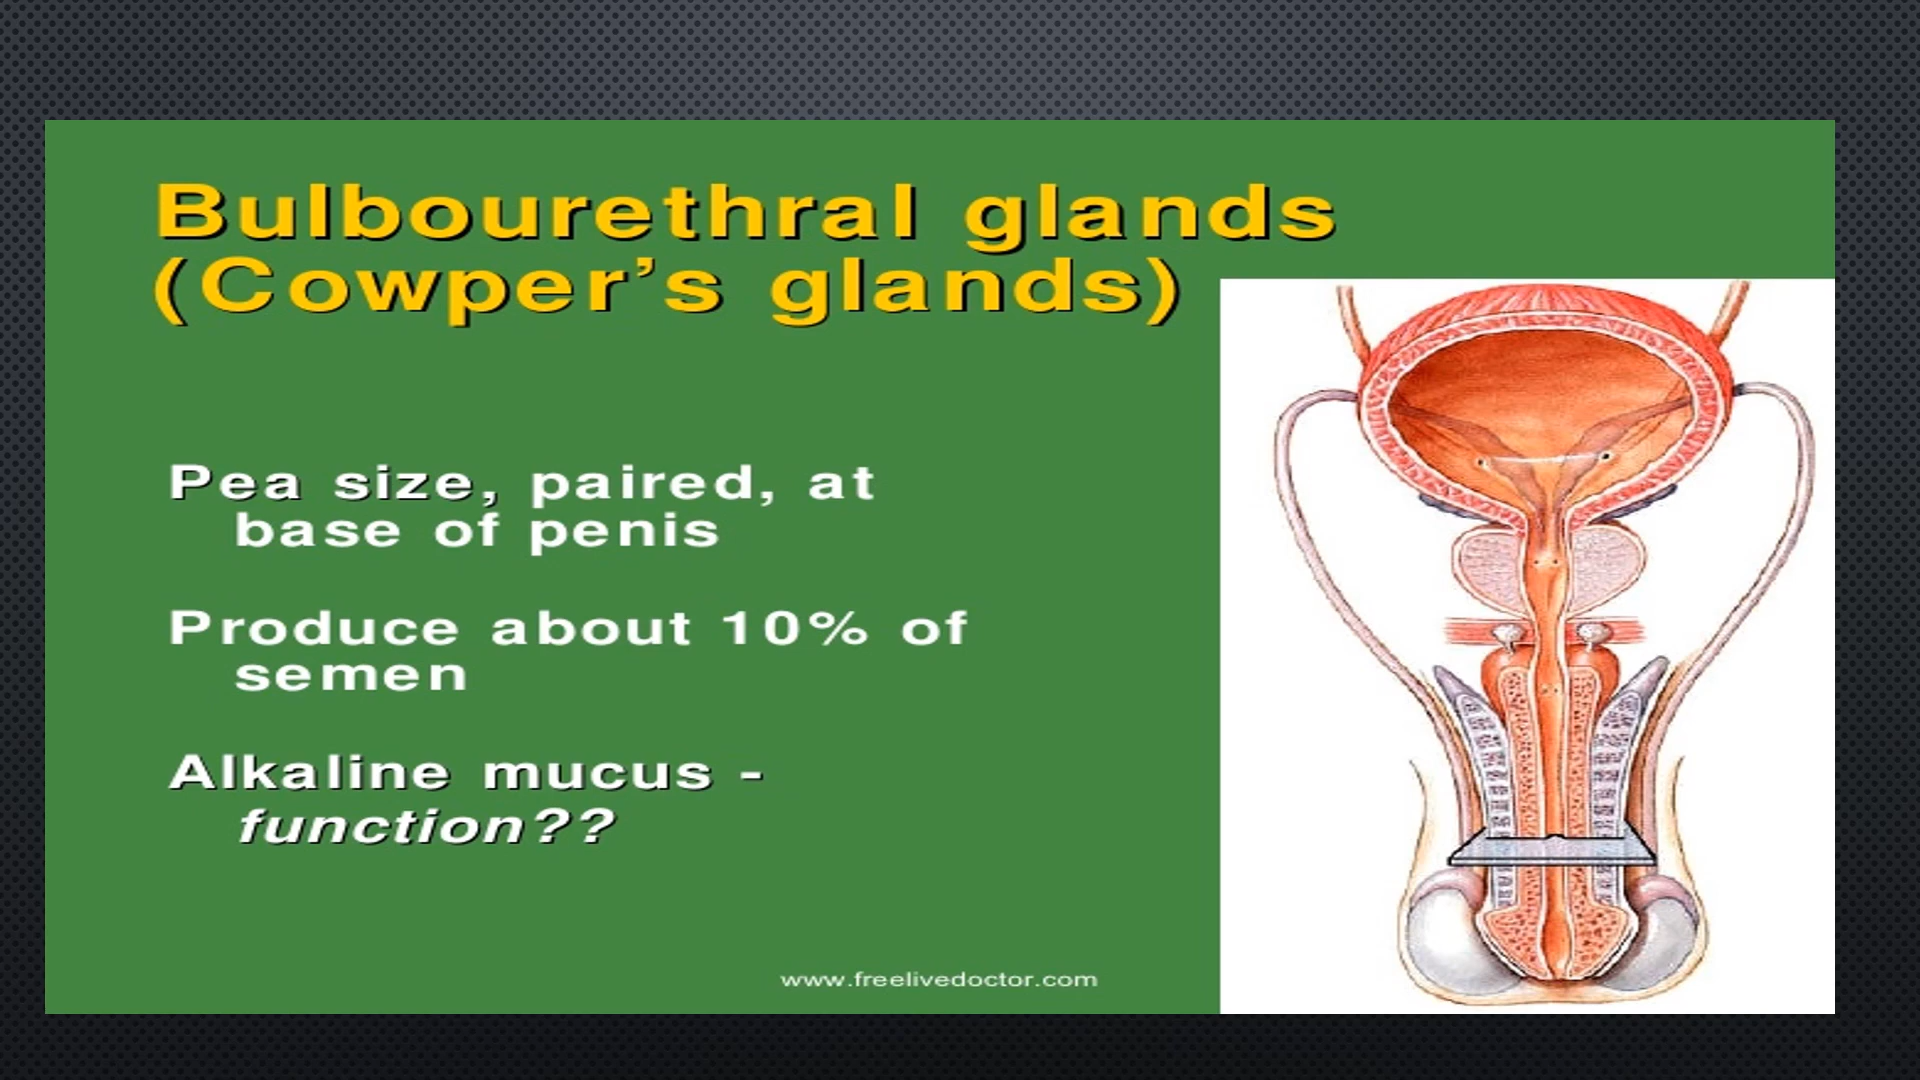 Bulbourethral glands
(Cowper’s glands)
Pea size, paired, at
base of penis
Produce about 10% of
semen
Alkaline mucus -
function??
www.freelivedoctor.com